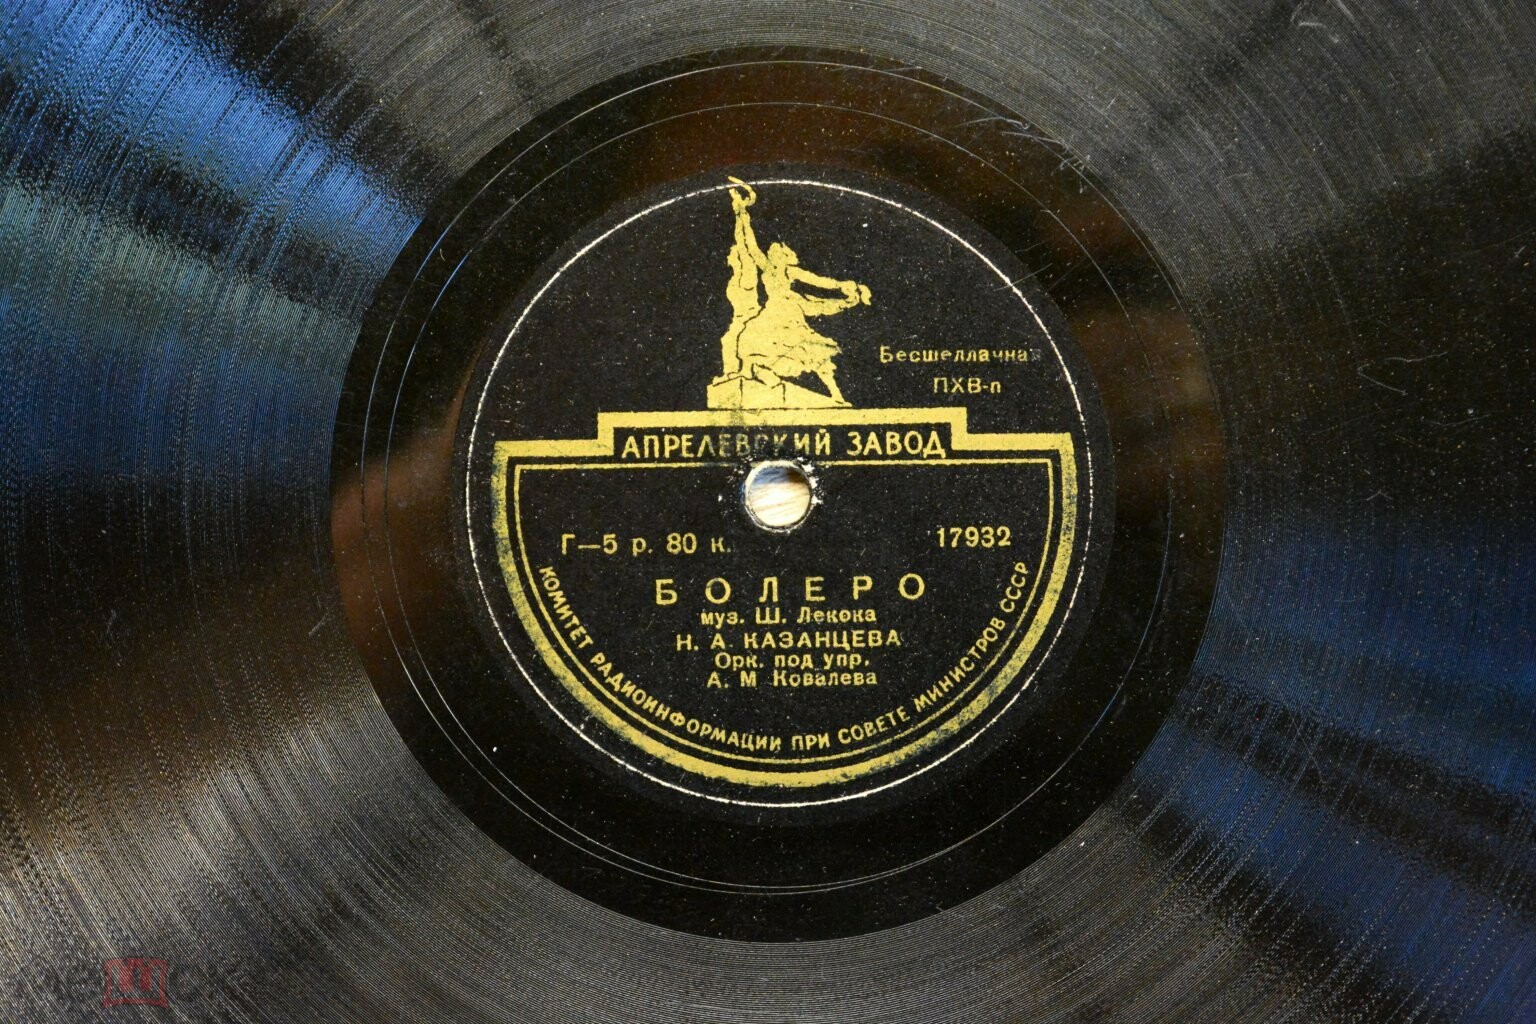 Бесшеллачная
ПХВ-п
АПРЕЛЕВСКИЙ ЗАВОД
Г—5 р. 80 к.
17932
БОЛЕРО
муз. Ш. Лекока
Н. А. КАЗАНЦЕВА
Орк. под упр.
А. М Ковалева
КОМИТЕТ РАДИОИНФОРМАЦИИ ПРИ СОВЕТЕ МИНИСТРОВ СССР